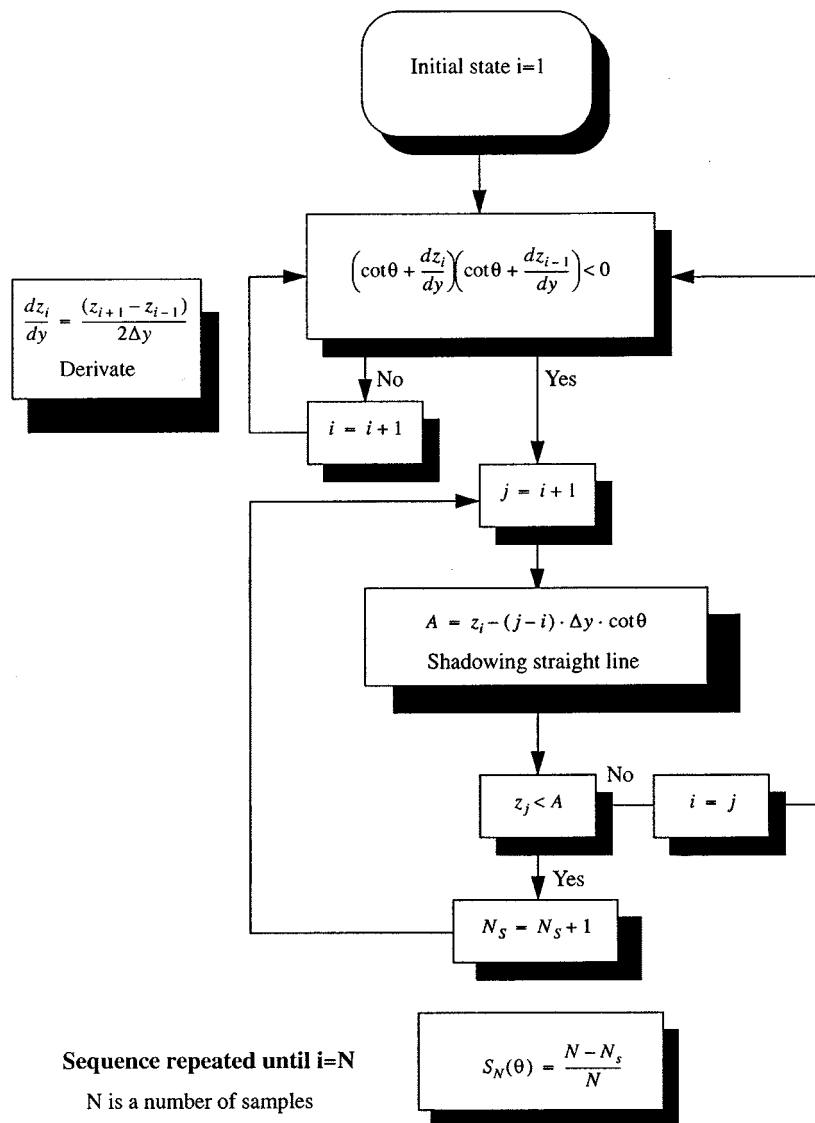 Initial state i=1
(cotθ + dz_i/dy)(cotθ + dz_{i-1}/dy) < 0
dz_i/dy = (z_{i+1} − z_{i-1})/2Δy
Derivate
No
Yes
i = i + 1
j = i + 1
A = z_i − (j−i) · Δy · cotθ
Shadowing straight line
No
z_j < A
i = j
Yes
N_S = N_S + 1
Sequence repeated until i=N
N is a number of samples
S_N(θ) = (N − N_s)/N